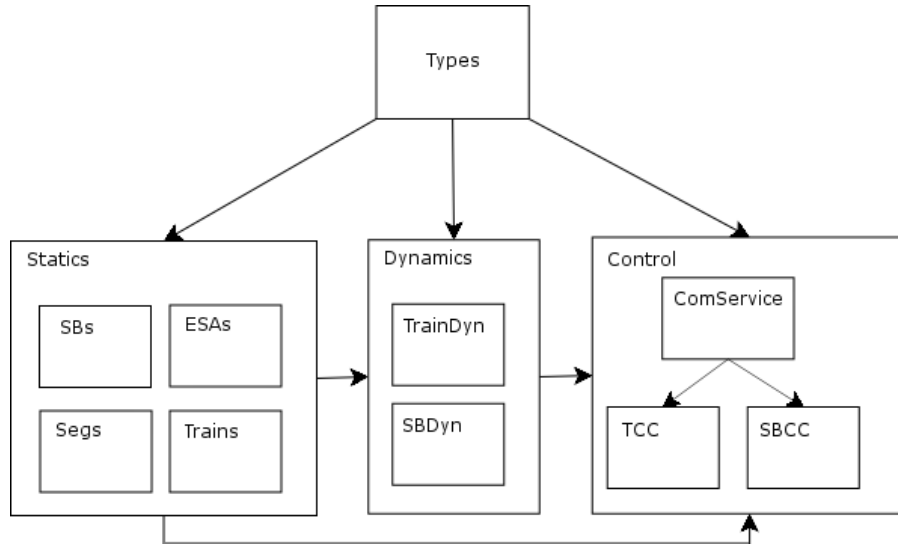 Types
Statics
SBs
ESAs
Segs
Trains
Dynamics
TrainDyn
SBDyn
Control
ComService
TCC
SBCC